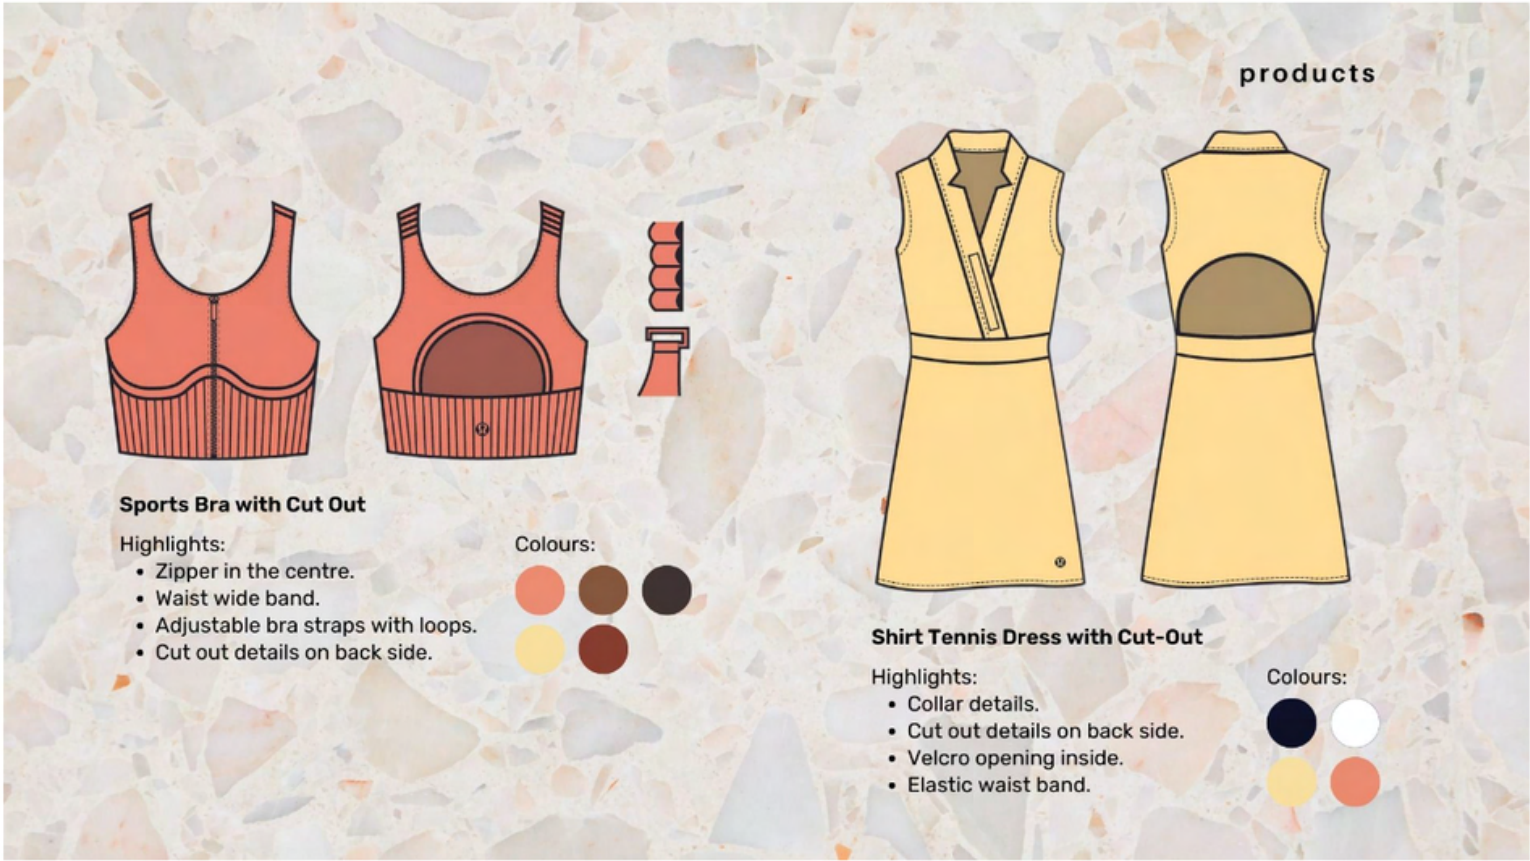 products
Sports Bra with Cut Out
Highlights:
• Zipper in the centre.
• Waist wide band.
• Adjustable bra straps with loops.
• Cut out details on back side.
Colours:
Shirt Tennis Dress with Cut-Out
Highlights:
• Collar details.
• Cut out details on back side.
• Velcro opening inside.
• Elastic waist band.
Colours: